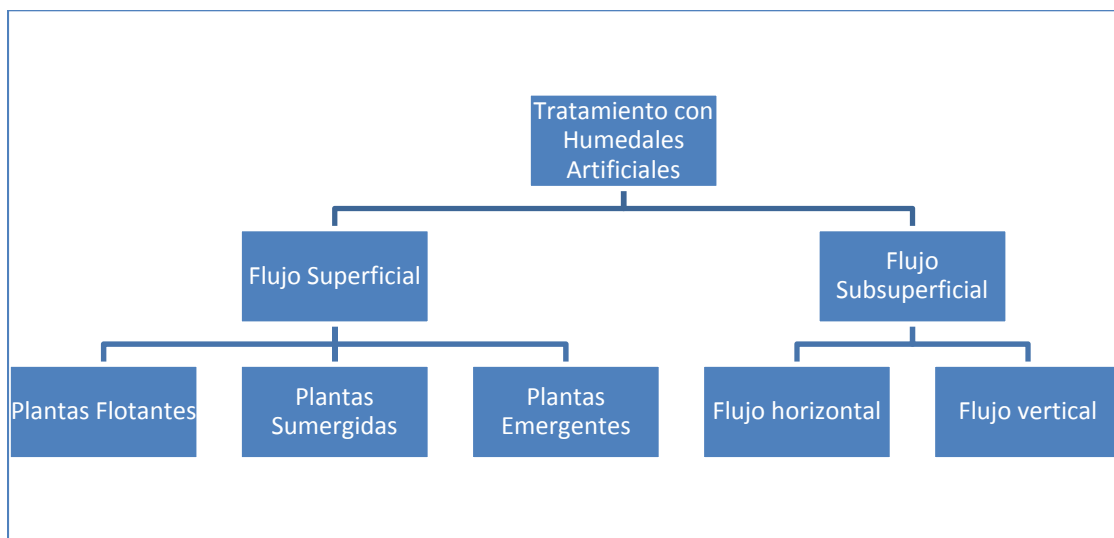 Tratamiento con
Humedales
Artificiales
Flujo Superficial
Flujo
Subsuperficial
Plantas Flotantes
Plantas
Sumergidas
Plantas
Emergentes
Flujo horizontal
Flujo vertical